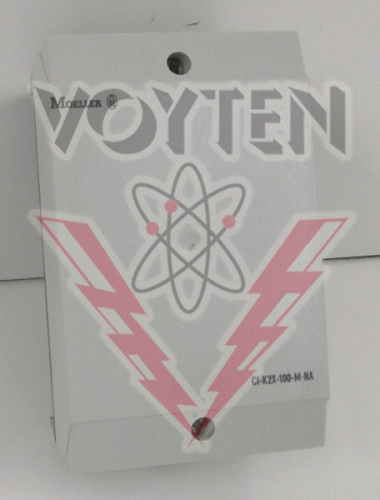 MOELLER
VOYTEN
CI-K2X-100-M-NA